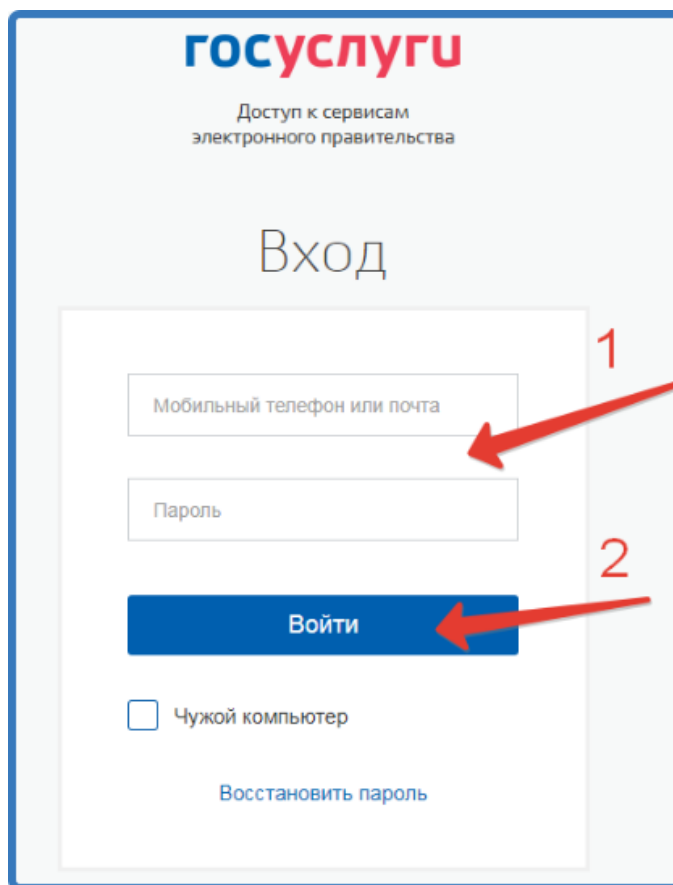 госуслуги
Доступ к сервисам
электронного правительства
Вход
1
Мобильный телефон или почта
Пароль
2
Войти
Чужой компьютер
Восстановить пароль